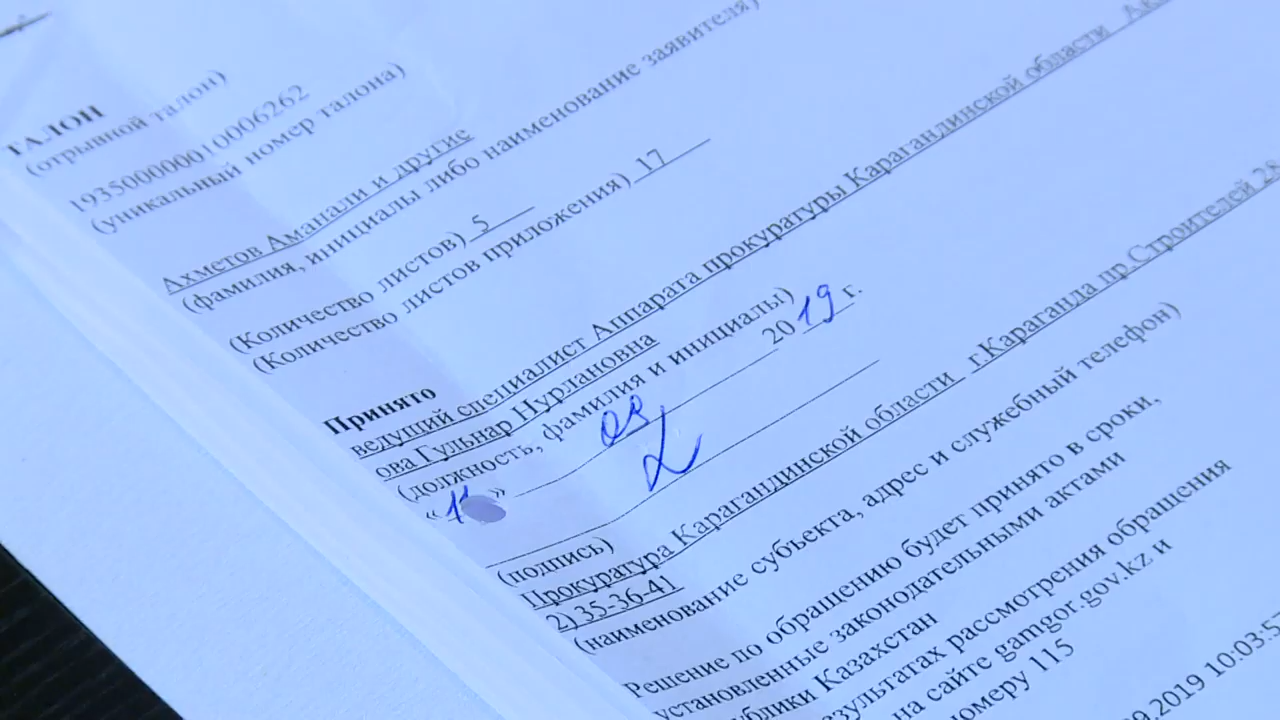 ТАЛОН
(отрывной талон)
193500000010006262
(уникальный номер талона)
Ахметов Аманали и другие
(фамилия, инициалы либо наименование заявителя)
(Количество листов) 5
(Количество листов приложения) 17
Принято
ведущий специалист Аппарата прокуратуры Карагандинской области
ова Гульнар Нурлановна
(должность, фамилия и инициалы)
« » 09 2019 г.
(подпись)
Прокуратура Карагандинской области г.Караганда пр.Строителей 28
2) 35-36-41
(наименование субъекта, адрес и служебный телефон)
Решение по обращению будет принято в сроки,
установленные законодательными актами
ублики Казахстан
результатах рассмотрения обращения
на сайте gamgor.gov.kz и
номеру 115
9.2019 10:03:57